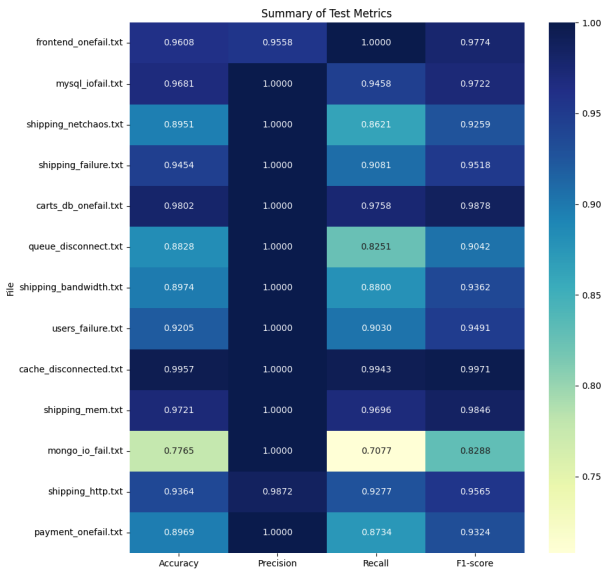 Summary of Test Metrics
frontend_onefail.txt 0.9608 0.9558 1.0000 0.9774
mysql_iofail.txt 0.9681 1.0000 0.9458 0.9722
shipping_netchaos.txt 0.8951 1.0000 0.8621 0.9259
shipping_failure.txt 0.9454 1.0000 0.9081 0.9518
carts_db_onefail.txt 0.9802 1.0000 0.9758 0.9878
queue_disconnect.txt 0.8828 1.0000 0.8251 0.9042
shipping_bandwidth.txt 0.8974 1.0000 0.8800 0.9362
users_failure.txt 0.9205 1.0000 0.9030 0.9491
cache_disconnected.txt 0.9957 1.0000 0.9943 0.9971
shipping_mem.txt 0.9721 1.0000 0.9696 0.9846
mongo_io_fail.txt 0.7765 1.0000 0.7077 0.8288
shipping_http.txt 0.9364 0.9872 0.9277 0.9565
payment_onefail.txt 0.8969 1.0000 0.8734 0.9324
Accuracy Precision Recall F1-score
File
1.00
0.95
0.90
0.85
0.80
0.75